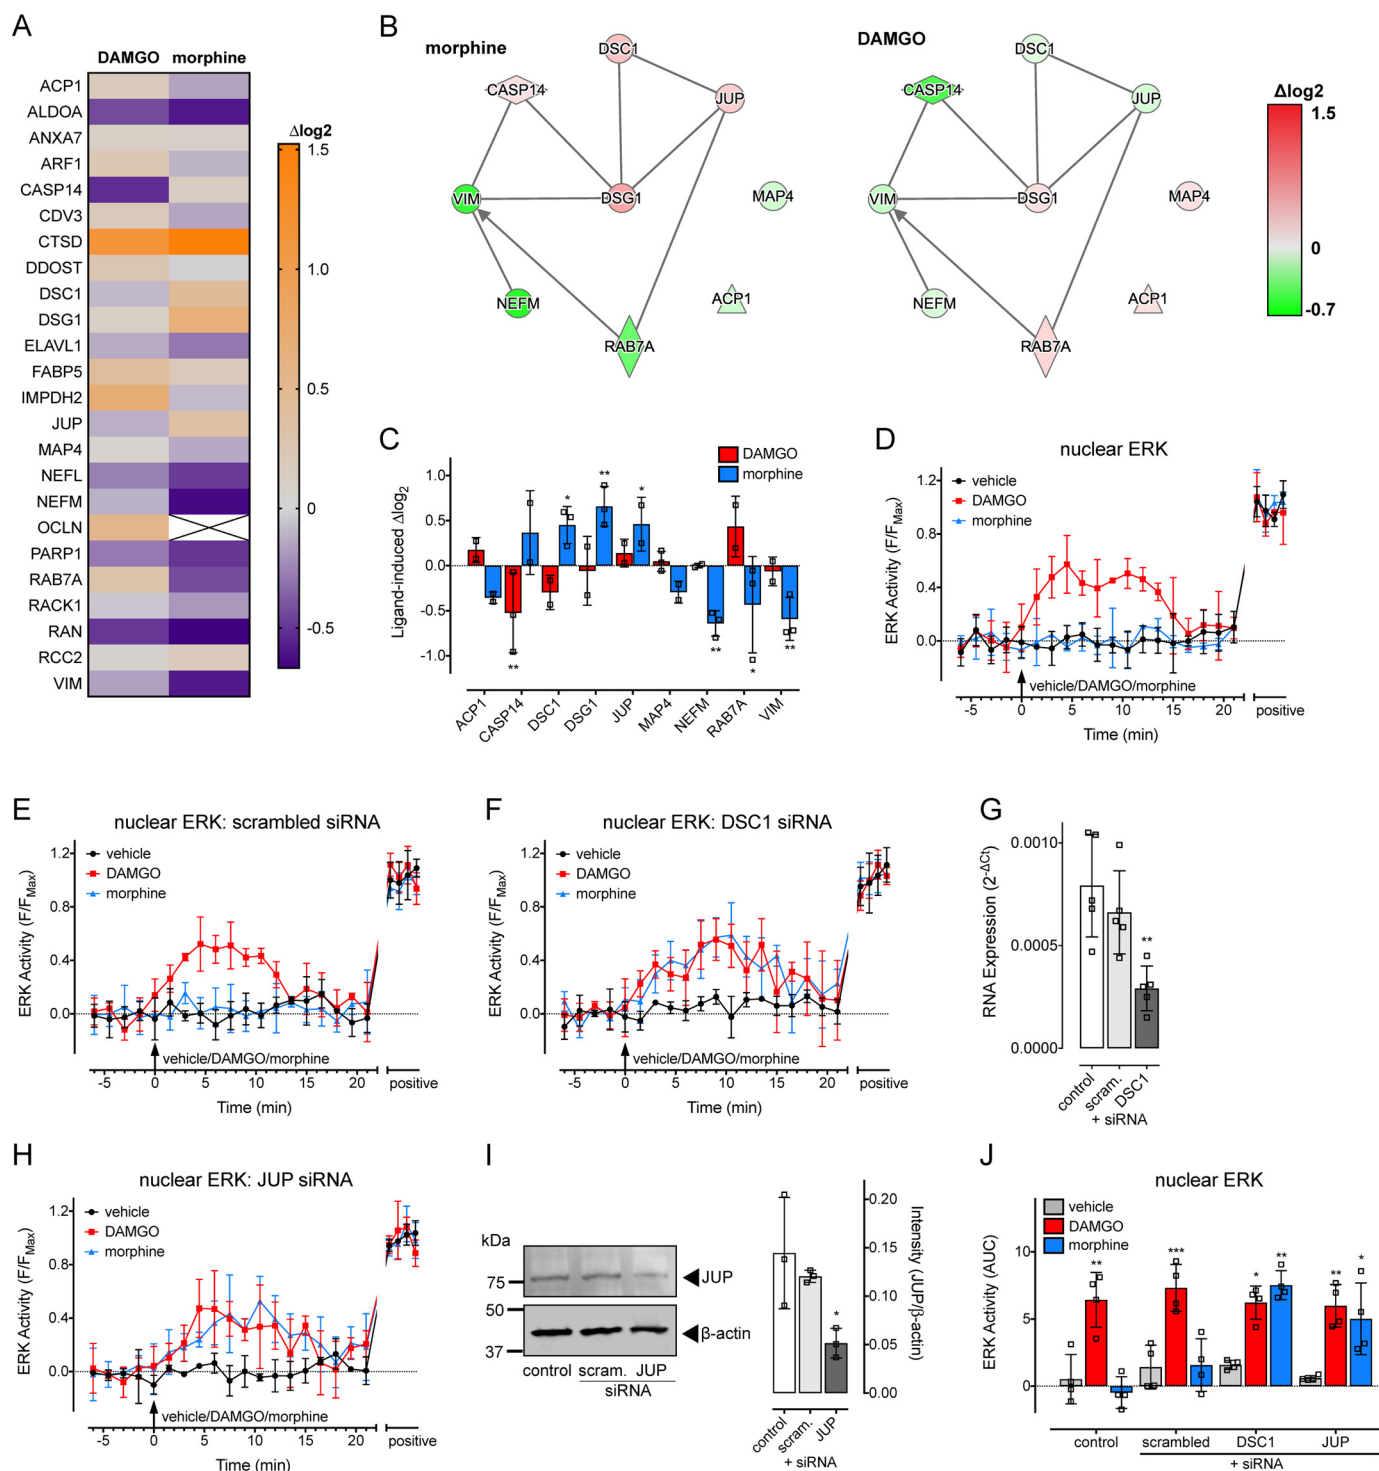 A
DAMGO morphine
ACP1
ALDOA
ANXA7
ARF1
CASP14
CDV3
CTSD
DDOST
DSC1
DSG1
ELAVL1
FABP5
IMPDH2
JUP
MAP4
NEFL
NEFM
OCLN
PARP1
RAB7A
RACK1
RAN
RCC2
VIM
Δlog2
1.5
1.0
0.5
0
-0.5
B
morphine
DSC1
CASP14
JUP
VIM
DSG1
MAP4
NEFM
ACP1
RAB7A
DAMGO
DSC1
CASP14
JUP
VIM
DSG1
MAP4
NEFM
ACP1
RAB7A
Δlog2
1.5
0
-0.7
C
DAMGO
morphine
Ligand-induced Δlog2
1.0
0.5
0.0
-0.5
-1.0
** * ** * ** * **
ACP1 CASP14 DSC1 DSG1 JUP MAP4 NEFM RAB7A VIM
D
nuclear ERK
vehicle
DAMGO
morphine
ERK Activity (F/FMax)
1.2
0.8
0.4
0.0
vehicle/DAMGO/morphine
-5 0 5 10 15 20 positive
Time (min)
E
nuclear ERK: scrambled siRNA
vehicle
DAMGO
morphine
ERK Activity (F/FMax)
1.2
0.8
0.4
0.0
vehicle/DAMGO/morphine
-5 0 5 10 15 20 positive
Time (min)
F
nuclear ERK: DSC1 siRNA
vehicle
DAMGO
morphine
ERK Activity (F/FMax)
1.2
0.8
0.4
0.0
vehicle/DAMGO/morphine
-5 0 5 10 15 20 positive
Time (min)
G
RNA Expression (2-ΔCt)
0.0010
0.0005
0.0000
**
control scram. DSC1
+ siRNA
H
nuclear ERK: JUP siRNA
vehicle
DAMGO
morphine
ERK Activity (F/FMax)
1.2
0.8
0.4
0.0
vehicle/DAMGO/morphine
-5 0 5 10 15 20 positive
Time (min)
I
kDa
75
50
37
JUP
β-actin
control scram. JUP
siRNA
0.20
0.15
0.10
0.05
0.00
Intensity (JUP/β-actin)
*
control scram. JUP
+ siRNA
J
nuclear ERK
vehicle
DAMGO
morphine
ERK Activity (AUC)
10
5
0
** *** * ** ** *
control scrambled DSC1 JUP
+ siRNA